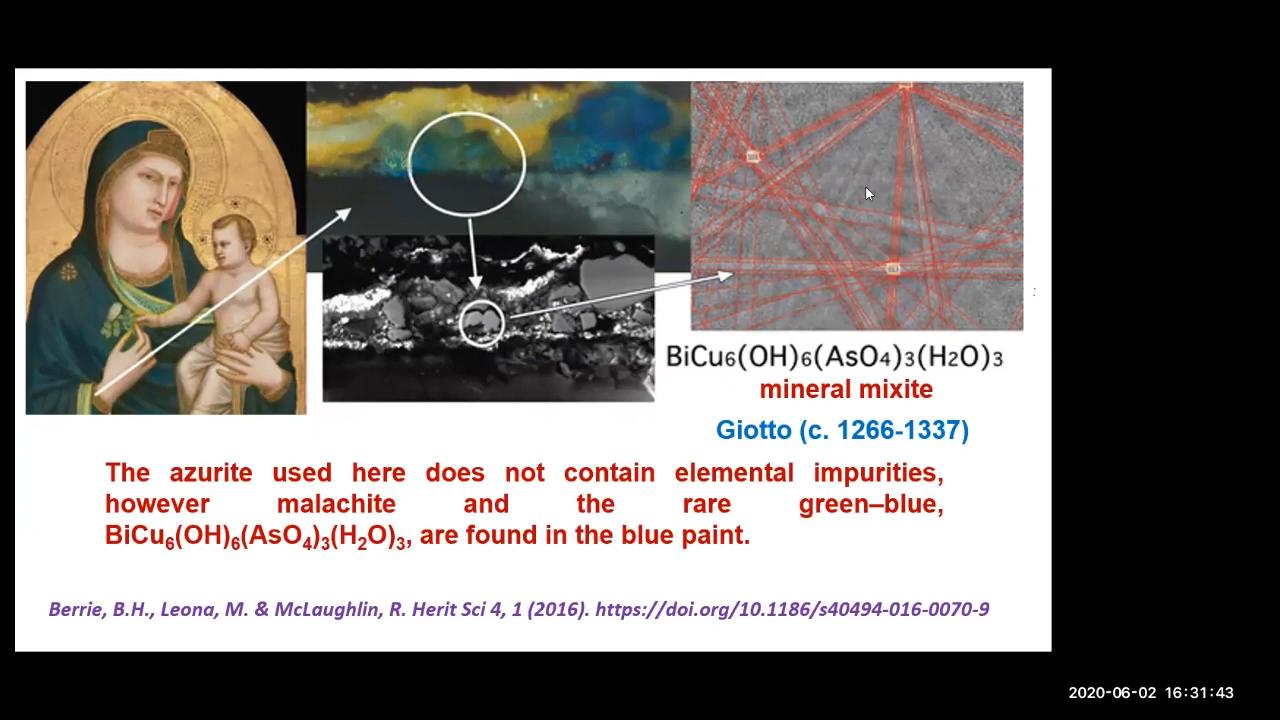 BiCu6(OH)6(AsO4)3(H2O)3
mineral mixite
Giotto (c. 1266-1337)
The azurite used here does not contain elemental impurities,
however malachite and the rare green–blue,
BiCu₆(OH)₆(AsO₄)₃(H₂O)₃, are found in the blue paint.
Berrie, B.H., Leona, M. & McLaughlin, R. Herit Sci 4, 1 (2016). https://doi.org/10.1186/s40494-016-0070-9
2020-06-02 16:31:43